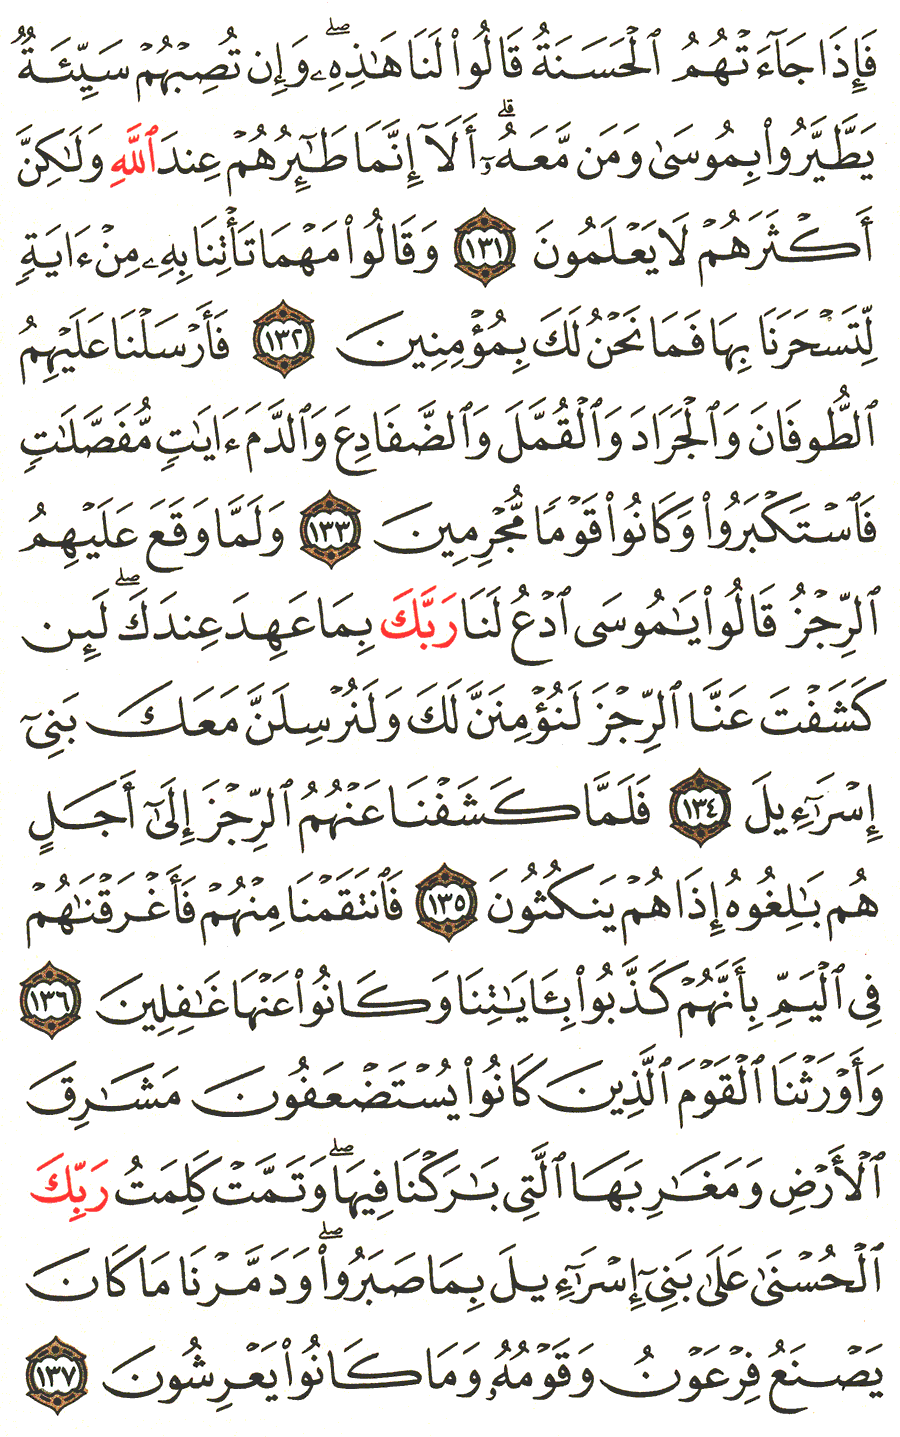 فَإِذَا جَآءَتْهُمُ ٱلْحَسَنَةُ قَالُوا۟ لَنَا هَـٰذِهِۦ ۖ وَإِن تُصِبْهُمْ سَيِّئَةٌ
يَطَّيَّرُوا۟ بِمُوسَىٰ وَمَن مَّعَهُۥٓ ۗ أَلَآ إِنَّمَا طَـٰٓئِرُهُمْ عِندَ ٱللَّهِ وَلَـٰكِنَّ
أَكْثَرَهُمْ لَا يَعْلَمُونَ ١٣١ وَقَالُوا۟ مَهْمَا تَأْتِنَا بِهِۦ مِنْ ءَايَةٍ
لِّتَسْحَرَنَا بِهَا فَمَا نَحْنُ لَكَ بِمُؤْمِنِينَ ١٣٢ فَأَرْسَلْنَا عَلَيْهِمُ
ٱلطُّوفَانَ وَٱلْجَرَادَ وَٱلْقُمَّلَ وَٱلضَّفَادِعَ وَٱلدَّمَ ءَايَـٰتٍ مُّفَصَّلَـٰتٍ
فَٱسْتَكْبَرُوا۟ وَكَانُوا۟ قَوْمًا مُّجْرِمِينَ ١٣٣ وَلَمَّا وَقَعَ عَلَيْهِمُ
ٱلرِّجْزُ قَالُوا۟ يَـٰمُوسَى ٱدْعُ لَنَا رَبَّكَ بِمَا عَهِدَ عِندَكَ ۖ لَئِن
كَشَفْتَ عَنَّا ٱلرِّجْزَ لَنُؤْمِنَنَّ لَكَ وَلَنُرْسِلَنَّ مَعَكَ بَنِىٓ
إِسْرَٰٓءِيلَ ١٣٤ فَلَمَّا كَشَفْنَا عَنْهُمُ ٱلرِّجْزَ إِلَىٰٓ أَجَلٍ
هُم بَـٰلِغُوهُ إِذَا هُمْ يَنكُثُونَ ١٣٥ فَٱنتَقَمْنَا مِنْهُمْ فَأَغْرَقْنَـٰهُمْ
فِى ٱلْيَمِّ بِأَنَّهُمْ كَذَّبُوا۟ بِـَٔايَـٰتِنَا وَكَانُوا۟ عَنْهَا غَـٰفِلِينَ ١٣٦
وَأَوْرَثْنَا ٱلْقَوْمَ ٱلَّذِينَ كَانُوا۟ يُسْتَضْعَفُونَ مَشَـٰرِقَ
ٱلْأَرْضِ وَمَغَـٰرِبَهَا ٱلَّتِى بَـٰرَكْنَا فِيهَا ۖ وَتَمَّتْ كَلِمَتُ رَبِّكَ
ٱلْحُسْنَىٰ عَلَىٰ بَنِىٓ إِسْرَٰٓءِيلَ بِمَا صَبَرُوا۟ ۖ وَدَمَّرْنَا مَا كَانَ
يَصْنَعُ فِرْعَوْنُ وَقَوْمُهُۥ وَمَا كَانُوا۟ يَعْرِشُونَ ١٣٧